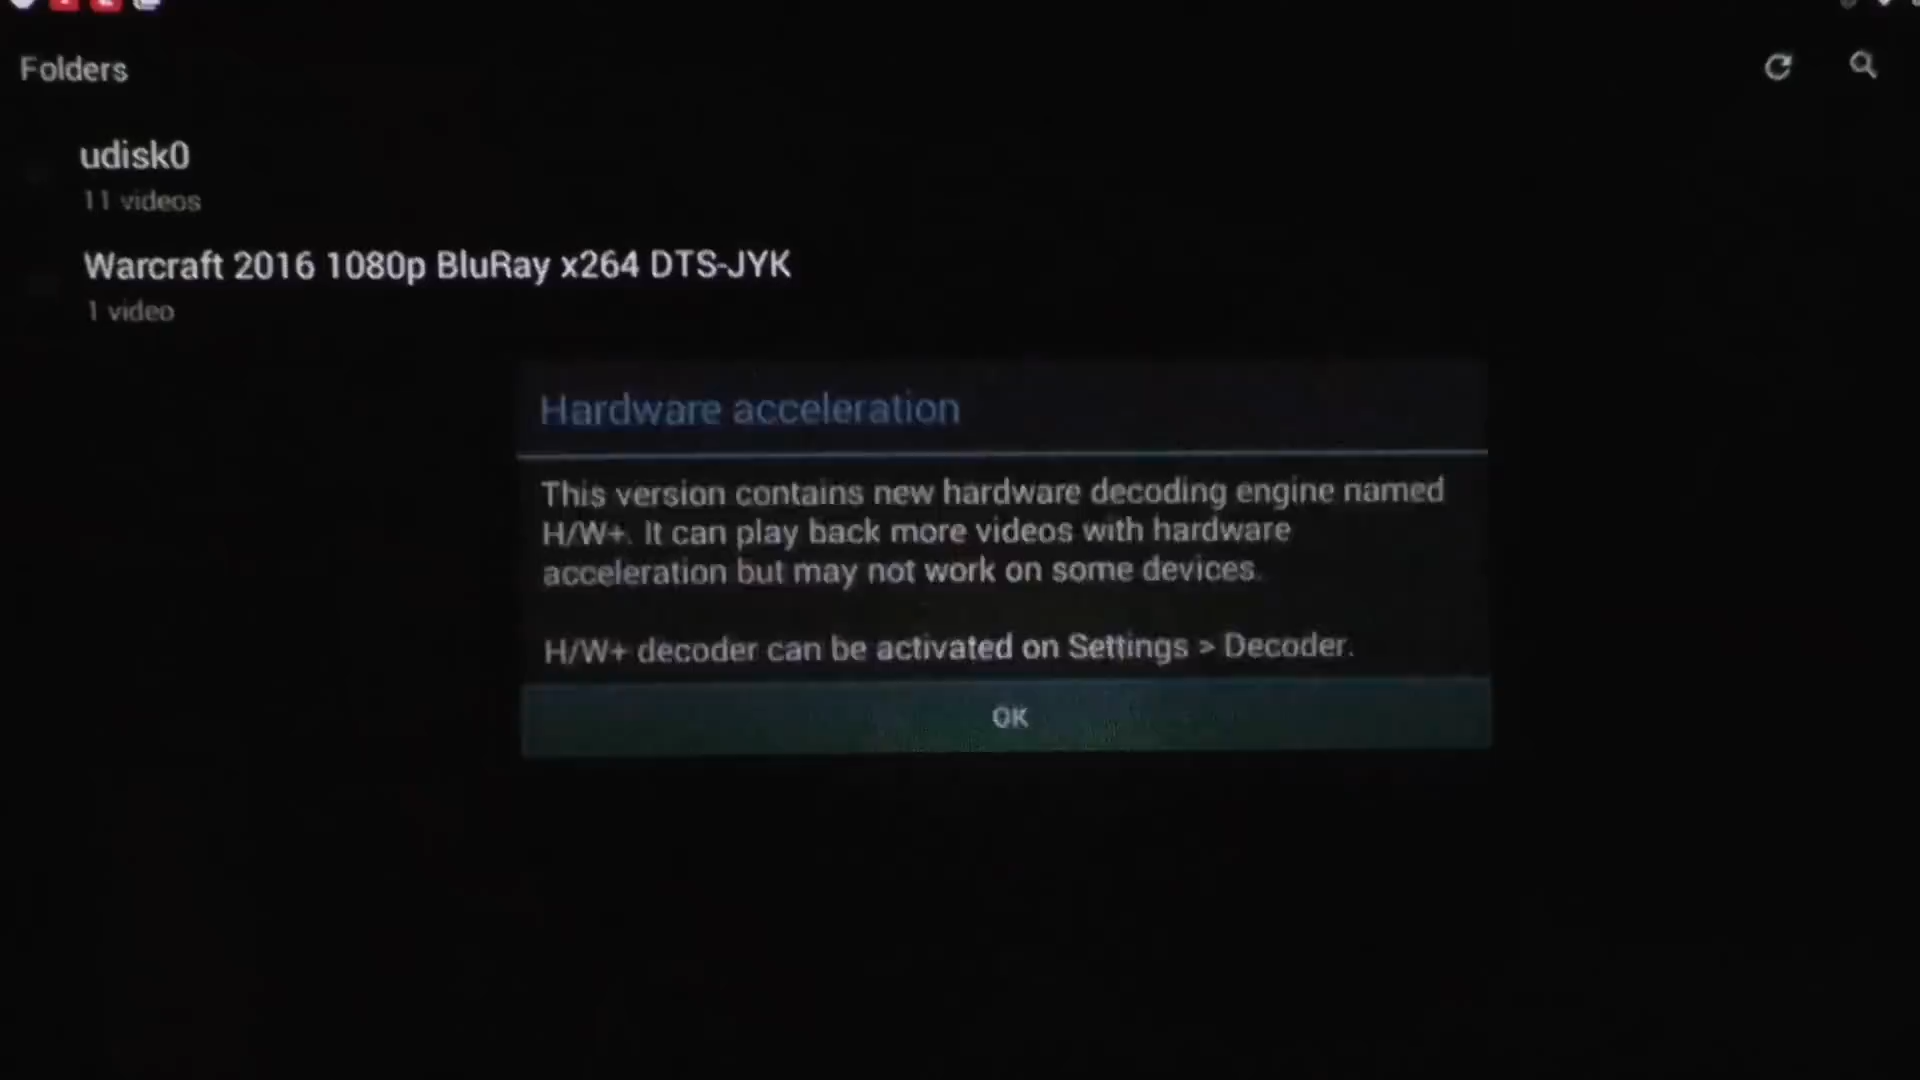 Folders
udisk0
11 videos
Warcraft 2016 1080p BluRay x264 DTS-JYK
1 video
Hardware acceleration
This version contains new hardware decoding engine named
H/W+. It can play back more videos with hardware
acceleration but may not work on some devices.
H/W+ decoder can be activated on Settings > Decoder.
OK